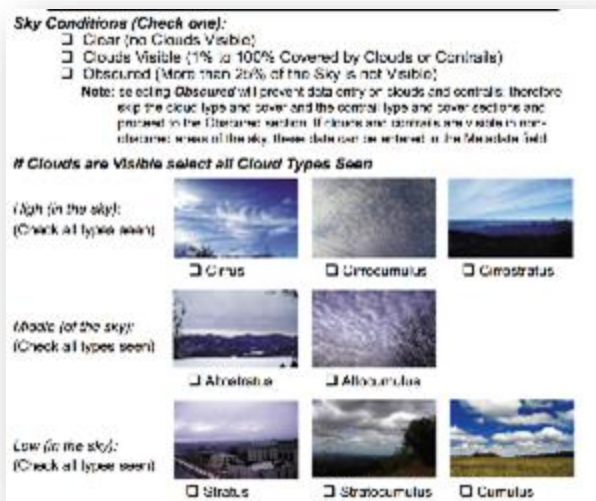 Sky Conditions (Check one):
❑ Clear (no Clouds Visible)
❑ Clouds Visible (1% to 100% Covered by Clouds or Contrails)
❑ Obscured (More than 25% of the Sky is not Visible)
Note: selecting Obscured will prevent data entry on clouds and contrails, therefore
skip the cloud type and cover and the contrail type and cover sections and
proceed to the Obscured section. If clouds and contrails are visible in non-
obscured areas of the sky, these data can be entered in the Metadata field
If Clouds are Visible select all Cloud Types Seen
High (in the sky):
(Check all types seen)
❑ Cirrus
❑ Cirrocumulus
❑ Cirrostratus
Middle (of the sky):
(Check all types seen)
❑ Altostratus
❑ Altocumulus
Low (in the sky):
(Check all types seen)
❑ Stratus
❑ Stratocumulus
❑ Cumulus